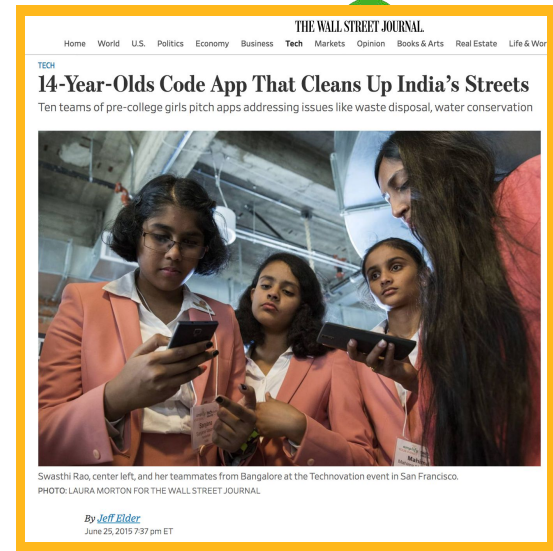 THE WALL STREET JOURNAL.
Home World U.S. Politics Economy Business Tech Markets Opinion Books & Arts Real Estate Life & Wor
TECH
14-Year-Olds Code App That Cleans Up India's Streets
Ten teams of pre-college girls pitch apps addressing issues like waste disposal, water conservation
Swasthi Rao, center left, and her teammates from Bangalore at the Technovation event in San Francisco.
PHOTO: LAURA MORTON FOR THE WALL STREET JOURNAL
By Jeff Elder
June 25, 2015 7:37 pm ET